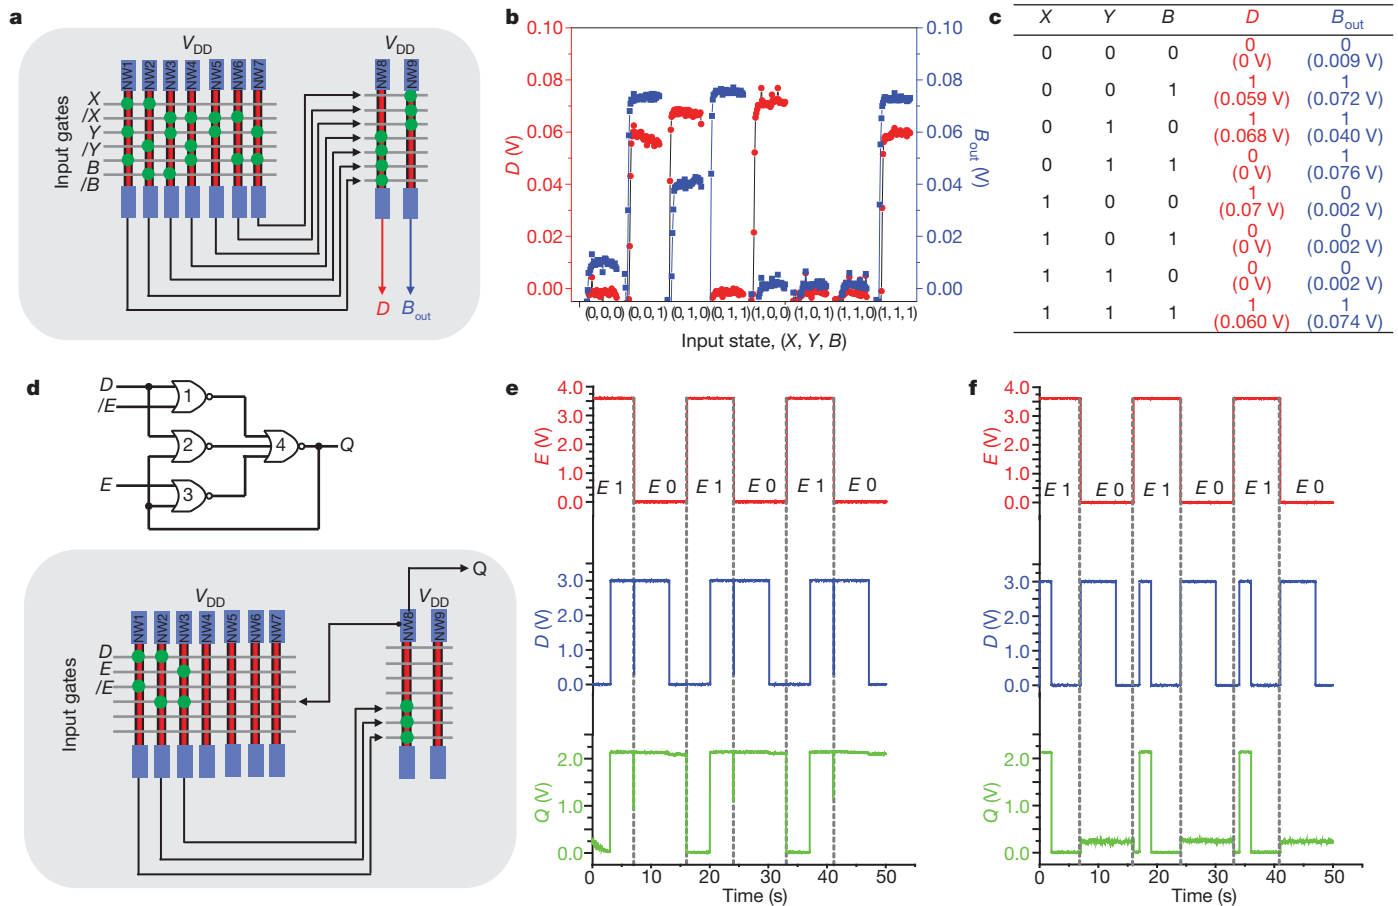 a
V_DD V_DD
NW1 NW2 NW3 NW4 NW5 NW6 NW7 NW8 NW9
Input gates
X
/X
Y
/Y
B
/B
D B_out
b
D (V)
0.10
0.08
0.06
0.04
0.02
0.00
B_out (V)
0.10
0.08
0.06
0.04
0.02
0.00
(0, 0, 0) (0, 0, 1) (0, 1, 0) (0, 1, 1) (1, 0, 0) (1, 0, 1) (1, 1, 0) (1, 1, 1)
Input state, (X, Y, B)
c
X Y B D B_out
0 0 0 0 0
(0 V) (0.009 V)
0 0 1 1 1
(0.059 V) (0.072 V)
0 1 0 1 1
(0.068 V) (0.040 V)
0 1 1 0 1
(0 V) (0.076 V)
1 0 0 1 0
(0.07 V) (0.002 V)
1 0 1 0 0
(0 V) (0.002 V)
1 1 0 0 0
(0 V) (0.002 V)
1 1 1 1 1
(0.060 V) (0.074 V)
d
D
/E
E
1
2
3
4
Q
Q
V_DD V_DD
NW1 NW2 NW3 NW4 NW5 NW6 NW7 NW8 NW9
Input gates
D
E
/E
e
E (V)
4.0
3.0
2.0
1.0
0.0
E 1 E 0 E 1 E 0 E 1 E 0
D (V)
3.0
2.0
1.0
0.0
Q (V)
2.0
1.0
0.0
0 10 20 30 40 50
Time (s)
f
E (V)
4.0
3.0
2.0
1.0
0.0
E 1 E 0 E 1 E 0 E 1 E 0
D (V)
3.0
2.0
1.0
0.0
Q (V)
2.0
1.0
0.0
0 10 20 30 40 50
Time (s)